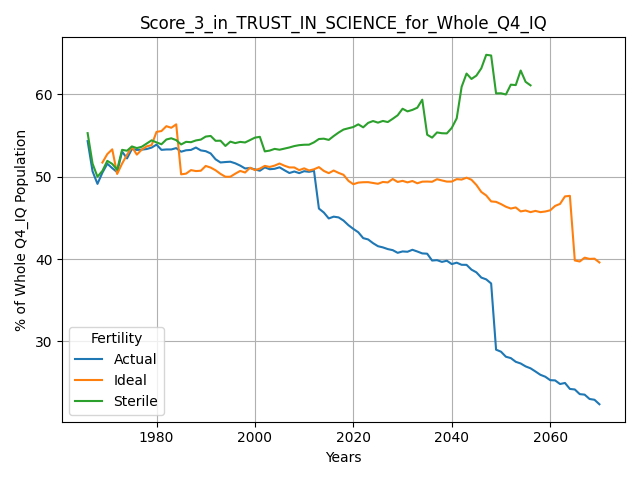 Score_3_in_TRUST_IN_SCIENCE_for_Whole_Q4_IQ
% of Whole Q4_IQ Population
60
50
40
30
Fertility
Actual
Ideal
Sterile
1980 2000 2020 2040 2060
Years